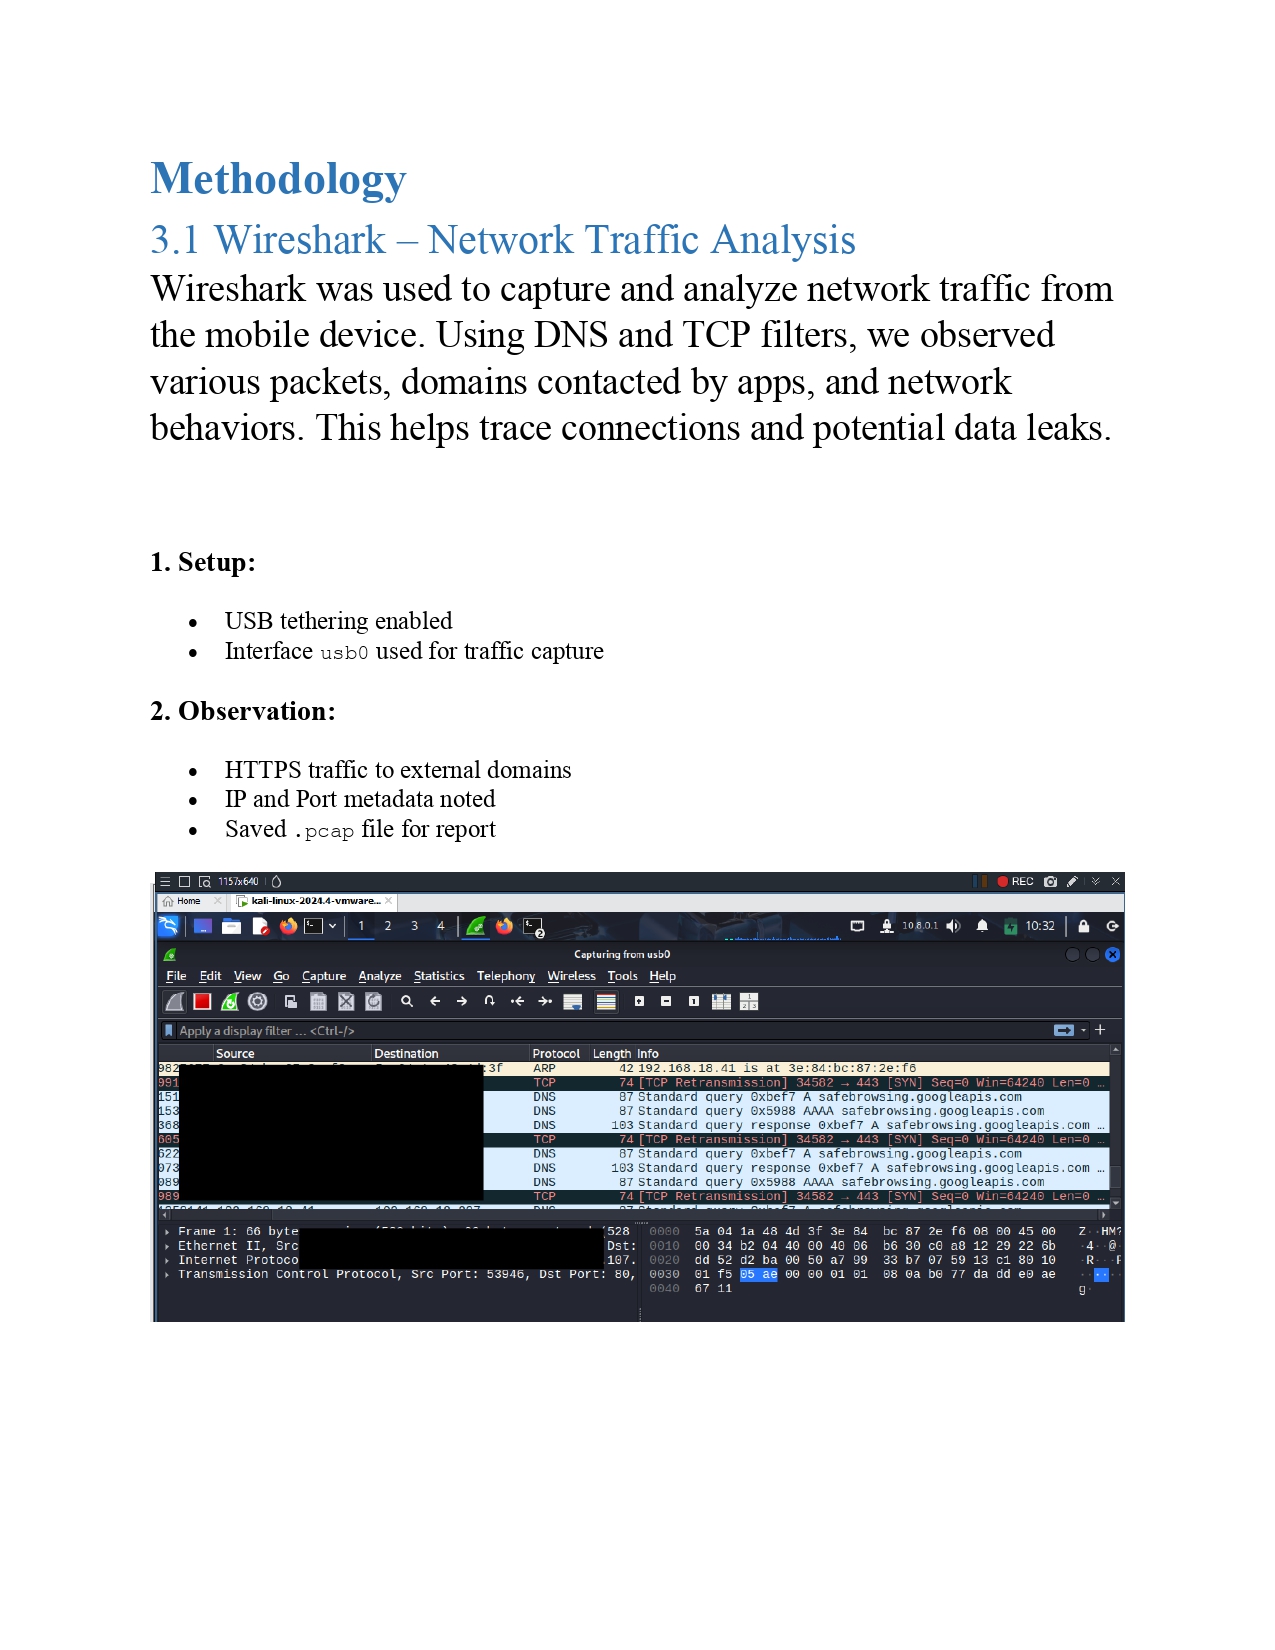 Methodology
3.1 Wireshark – Network Traffic Analysis
Wireshark was used to capture and analyze network traffic from
the mobile device. Using DNS and TCP filters, we observed
various packets, domains contacted by apps, and network
behaviors. This helps trace connections and potential data leaks.
1. Setup:
• USB tethering enabled
• Interface usb0 used for traffic capture
2. Observation:
• HTTPS traffic to external domains
• IP and Port metadata noted
• Saved .pcap file for report
1157x640 REC
Home kali-linux-2024.4-vmware...
1 2 3 4 2 10.8.0.1 10:32
Capturing from usb0
File Edit View Go Capture Analyze Statistics Telephony Wireless Tools Help
Apply a display filter ... <Ctrl-/>
Source Destination Protocol Length Info
982 :3f ARP 42 192.168.18.41 is at 3e:84:bc:87:2e:f6
991 TCP 74 [TCP Retransmission] 34582 → 443 [SYN] Seq=0 Win=64240 Len=0 ...
151 DNS 87 Standard query 0xbef7 A safebrowsing.googleapis.com
153 DNS 87 Standard query 0x5988 AAAA safebrowsing.googleapis.com
368 DNS 103 Standard query response 0xbef7 A safebrowsing.googleapis.com ...
605 TCP 74 [TCP Retransmission] 34582 → 443 [SYN] Seq=0 Win=64240 Len=0 ...
622 DNS 87 Standard query 0xbef7 A safebrowsing.googleapis.com
073 DNS 103 Standard query response 0xbef7 A safebrowsing.googleapis.com ...
089 DNS 87 Standard query 0x5988 AAAA safebrowsing.googleapis.com
989 TCP 74 [TCP Retransmission] 34582 → 443 [SYN] Seq=0 Win=64240 Len=0 ...
Frame 1: 66 byte (528 0000 5a 04 1a 48 4d 3f 3e 84 bc 87 2e f6 08 00 45 00 Z··HM?
Ethernet II, Src Dst: 0010 00 34 b2 04 40 00 40 06 b6 30 c0 a8 12 29 22 6b ·4··@
Internet Protoco 107. 0020 dd 52 d2 ba 00 50 a7 99 33 b7 07 59 13 c1 80 10 ·R···P
Transmission Control Protocol, Src Port: 53946, Dst Port: 80, 0030 01 f5 05 ae 00 00 01 01 08 0a b0 77 da dd e0 ae ······
0040 67 11 g·